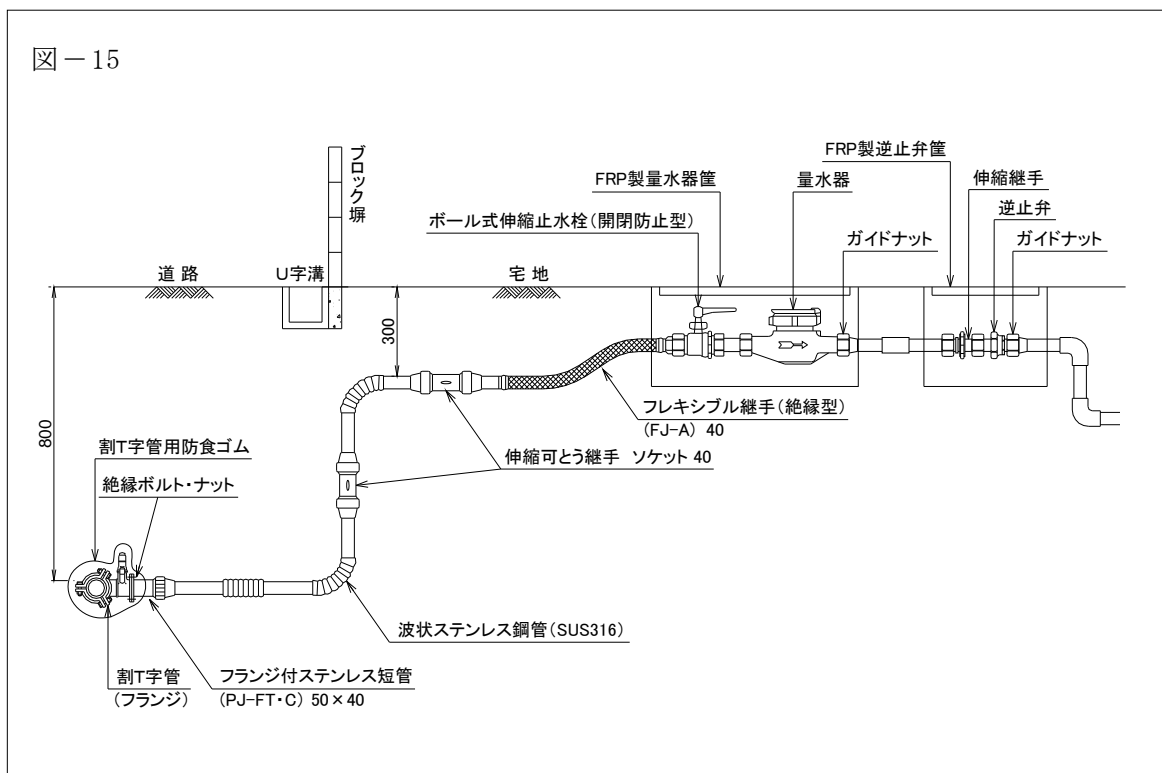 図－15
ブロック塀
FRP製逆止弁筐
FRP製量水器筐
量水器
伸縮継手
逆止弁
ボール式伸縮止水栓(開閉防止型)
ガイドナット
ガイドナット
道 路
U字溝
宅 地
300
800
フレキシブル継手(絶縁型)
(FJ-A) 40
割T字管用防食ゴム
伸縮可とう継手 ソケット 40
絶縁ボルト・ナット
波状ステンレス鋼管(SUS316)
割T字管
(フランジ)
フランジ付ステンレス短管
(PJ-FT・C) 50×40